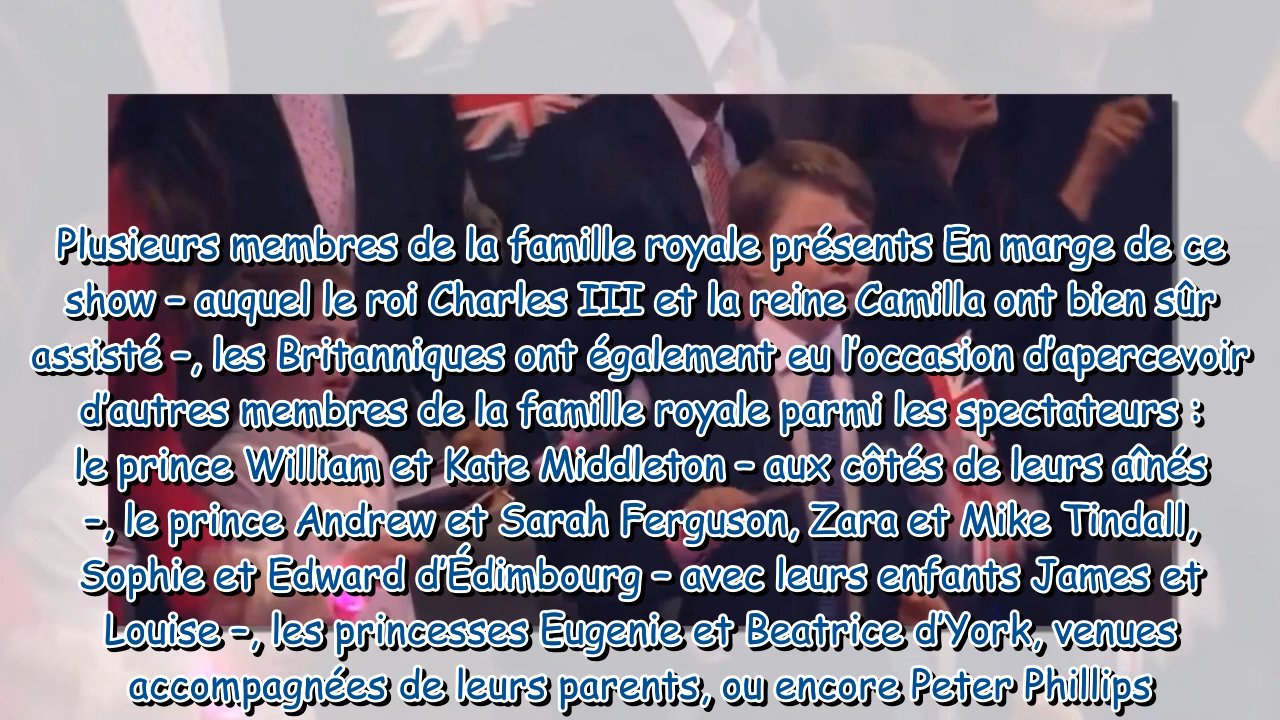 Plusieurs membres de la famille royale présents En marge de ce
show – auquel le roi Charles III et la reine Camilla ont bien sûr
assisté –, les Britanniques ont également eu l’occasion d’apercevoir
d’autres membres de la famille royale parmi les spectateurs :
le prince William et Kate Middleton – aux côtés de leurs aînés
–, le prince Andrew et Sarah Ferguson, Zara et Mike Tindall,
Sophie et Edward d’Édimbourg – avec leurs enfants James et
Louise –, les princesses Eugenie et Beatrice d’York, venues
accompagnées de leurs parents, ou encore Peter Phillips